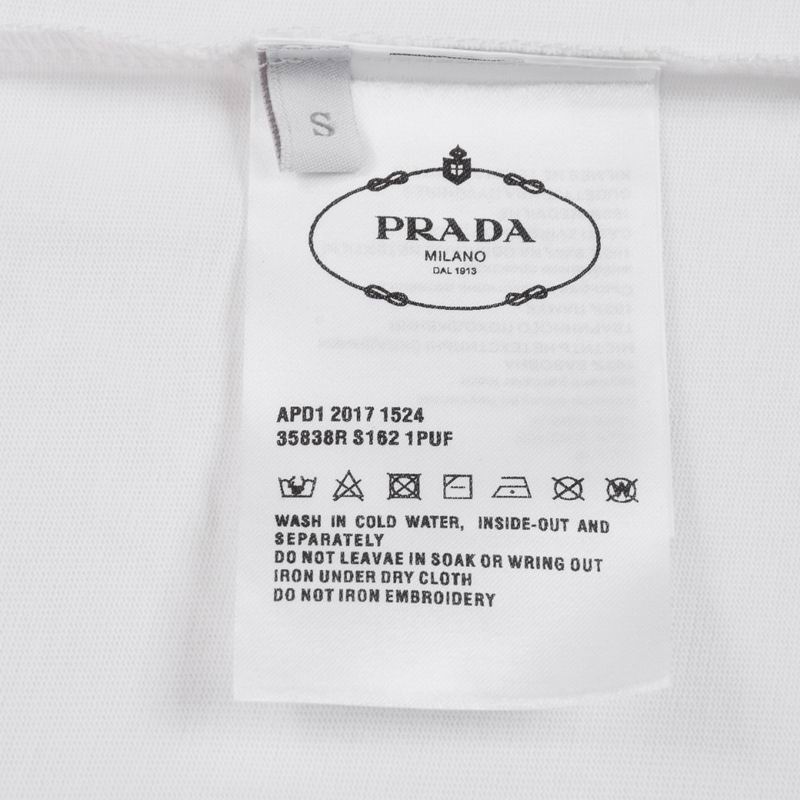 S
PRADA
MILANO
DAL 1913
APD1 2017 1524
35838R S162 1PUF
WASH IN COLD WATER, INSIDE-OUT AND
SEPARATELY
DO NOT LEAVAE IN SOAK OR WRING OUT
IRON UNDER DRY CLOTH
DO NOT IRON EMBROIDERY